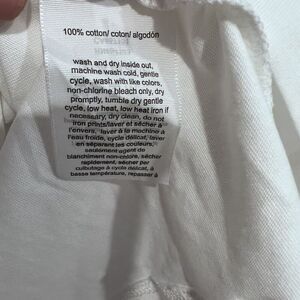 100% cotton/ coton/ algodón
wash and dry inside out,
machine wash cold, gentle
cycle, wash with like colors,
non-chlorine bleach only, dry
promptly, tumble dry gentle
cycle, low heat, low heat iron if
necessary, dry clean, do not
iron prints/laver et sécher à
l'envers, laver à la machine à
l'eau froide, cycle délicat, laver
en séparant les couleurs,
seulement agent de
blanchiment non-chlore, sécher
rapidement, sécher par
culbutage à cycle délicat, à
basse température, repasser à